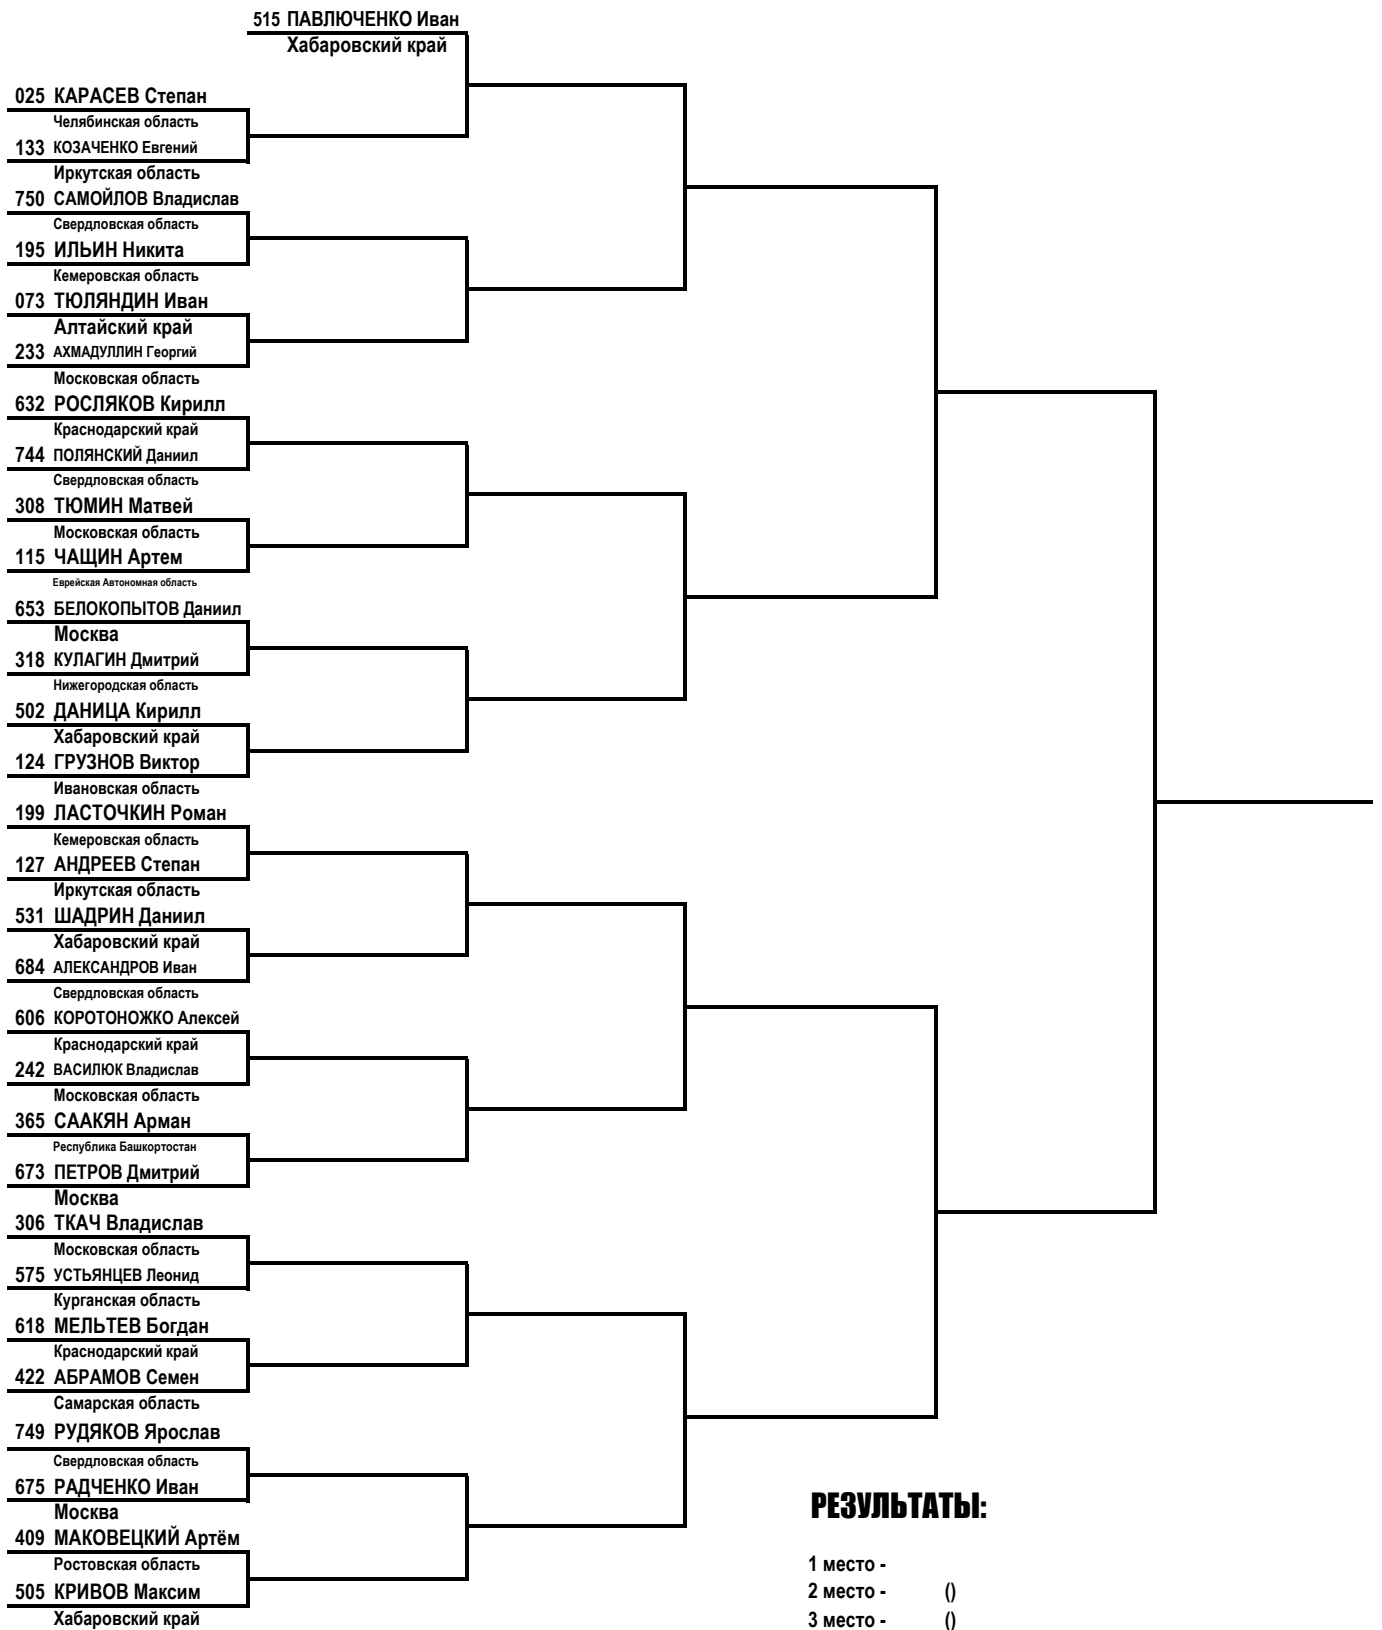 515 ПАВЛЮЧЕНКО Иван
Хабаровский край
025 КАРАСЕВ Степан
Челябинская область
133 КОЗАЧЕНКО Евгений
Иркутская область
750 САМОЙЛОВ Владислав
Свердловская область
195 ИЛЬИН Никита
Кемеровская область
073 ТЮЛЯНДИН Иван
Алтайский край
233 АХМАДУЛЛИН Георгий
Московская область
632 РОСЛЯКОВ Кирилл
Краснодарский край
744 ПОЛЯНСКИЙ Даниил
Свердловская область
308 ТЮМИН Матвей
Московская область
115 ЧАЩИН Артем
Еврейская Автономная область
653 БЕЛОКОПЫТОВ Даниил
Москва
318 КУЛАГИН Дмитрий
Нижегородская область
502 ДАНИЦА Кирилл
Хабаровский край
124 ГРУЗНОВ Виктор
Ивановская область
199 ЛАСТОЧКИН Роман
Кемеровская область
127 АНДРЕЕВ Степан
Иркутская область
531 ШАДРИН Даниил
Хабаровский край
684 АЛЕКСАНДРОВ Иван
Свердловская область
606 КОРОТОНОЖКО Алексей
Краснодарский край
242 ВАСИЛЮК Владислав
Московская область
365 СААКЯН Арман
Республика Башкортостан
673 ПЕТРОВ Дмитрий
Москва
306 ТКАЧ Владислав
Московская область
575 УСТЬЯНЦЕВ Леонид
Курганская область
618 МЕЛЬТЕВ Богдан
Краснодарский край
422 АБРАМОВ Семен
Самарская область
749 РУДЯКОВ Ярослав
Свердловская область
675 РАДЧЕНКО Иван
Москва
409 МАКОВЕЦКИЙ Артём
Ростовская область
505 КРИВОВ Максим
Хабаровский край
РЕЗУЛЬТАТЫ:
1 место -
2 место - ()
3 место - ()